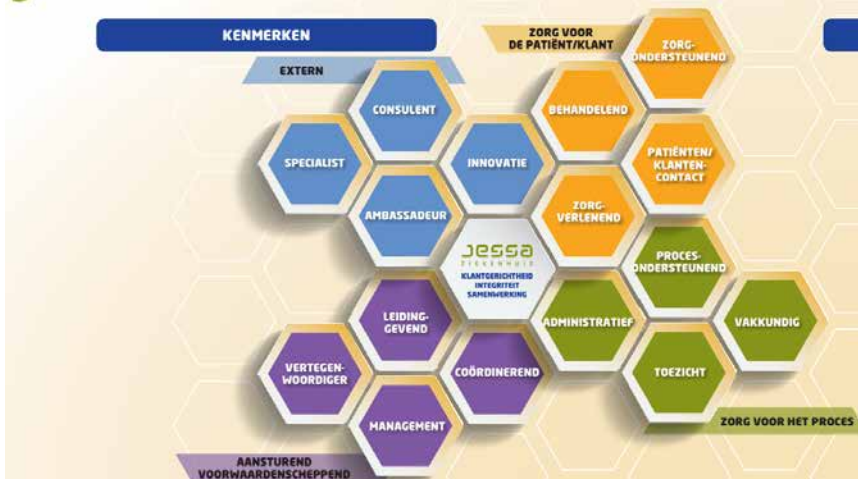 KENMERKEN
ZORG VOOR
DE PATIËNT/KLANT
EXTERN
ZORG-
ONDERSTEUNEND
CONSULENT
BEHANDELEND
SPECIALIST
INNOVATIE
PATIËNTEN/
KLANTEN-
CONTACT
AMBASSADEUR
ZORG-
VERLENEND
Jessa
ZIEKENHUIS
KLANTGERICHTHEID
INTEGRITEIT
SAMENWERKING
PROCES-
ONDERSTEUNEND
LEIDING-
GEVEND
ADMINISTRATIEF
VAKKUNDIG
VERTEGEN-
WOORDIGER
COÖRDINEREND
TOEZICHT
MANAGEMENT
ZORG VOOR HET PROCES
AANSTUREND
VOORWAARDENSCHEPPEND